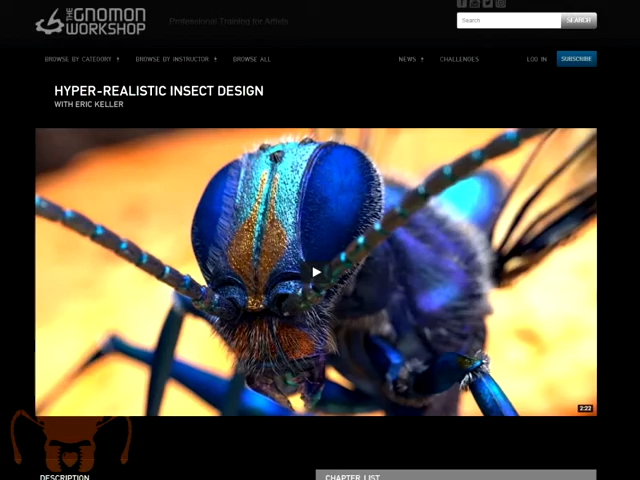 THE GNOMON WORKSHOP
Professional Training for Artists
Search
SEARCH
BROWSE BY CATEGORY
BROWSE BY INSTRUCTOR
BROWSE ALL
NEWS
CHALLENGES
LOG IN
SUBSCRIBE
HYPER-REALISTIC INSECT DESIGN
WITH ERIC KELLER
2:22
DESCRIPTION
CHAPTER LIST